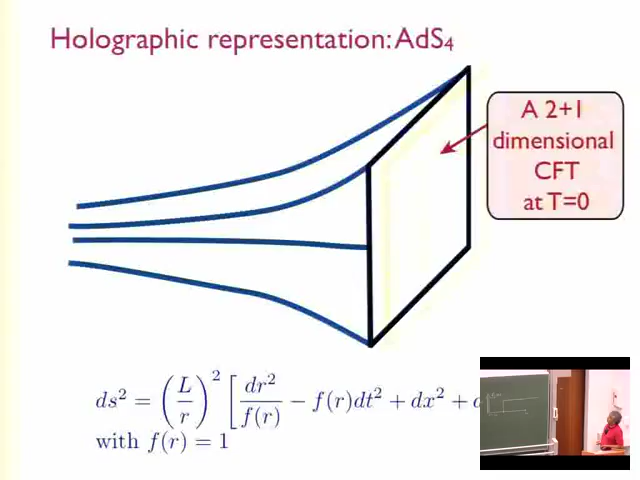 Holographic representation: AdS₄
A 2+1
dimensional
CFT
at T=0
ds² = (L/r)² [dr²/f(r) − f(r)dt² + dx² +
with f(r) = 1